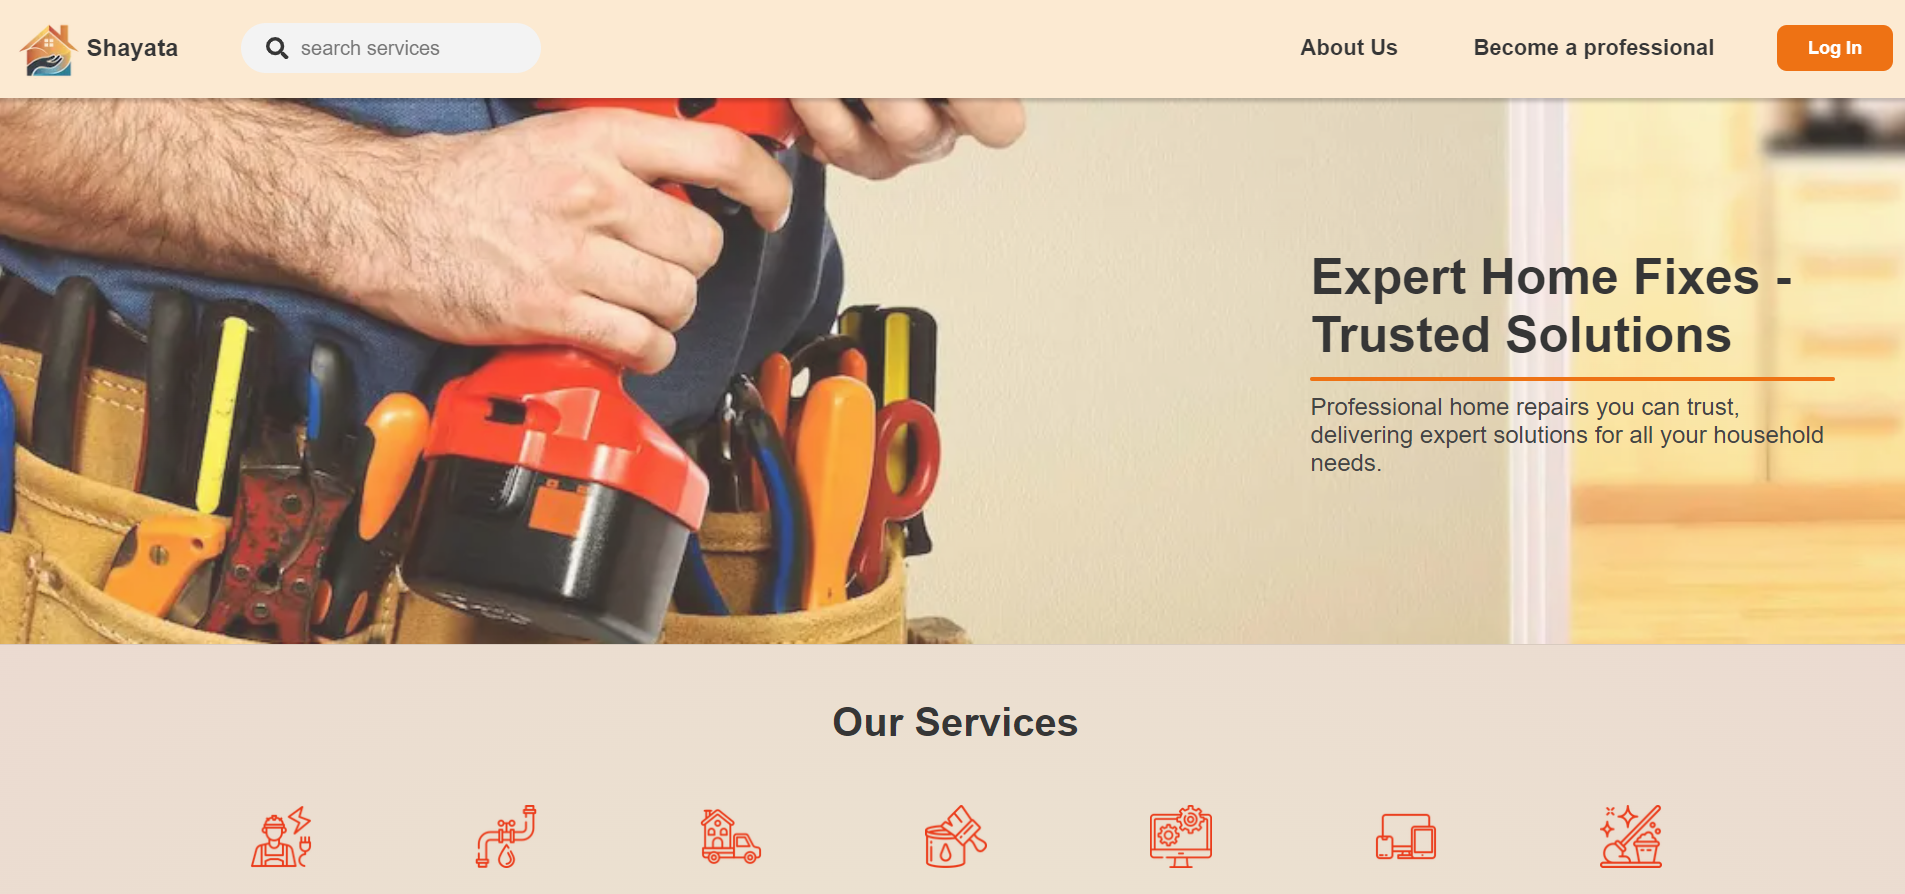 Shayata
search services
About Us
Become a professional
Log In
Expert Home Fixes -
Trusted Solutions
Professional home repairs you can trust,
delivering expert solutions for all your household
needs.
Our Services